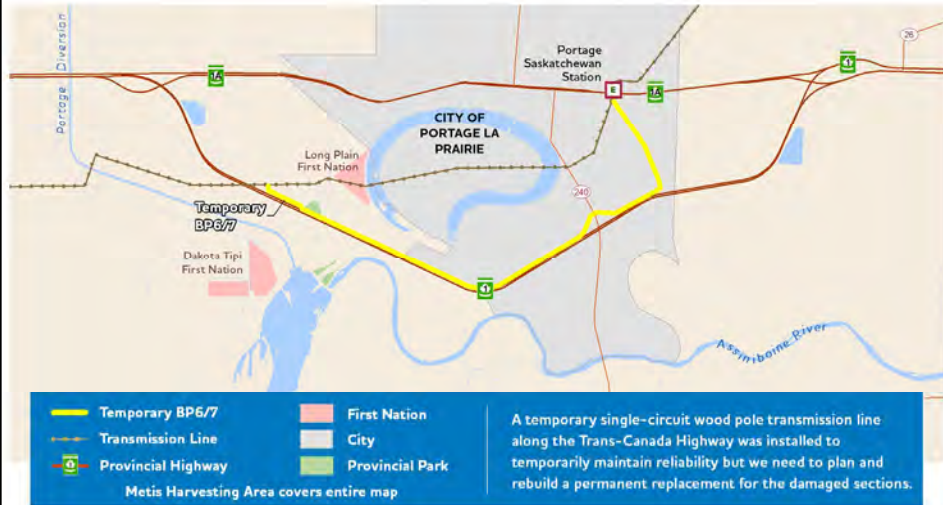 Portage Diversion
1A
Portage
Saskatchewan
Station
E
1A
1
26
CITY OF
PORTAGE LA
PRAIRIE
Long Plain
First Nation
240
Temporary
BP6/7
Dakota Tipi
First Nation
1
Assiniboine River
Temporary BP6/7
Transmission Line
1
Provincial Highway
First Nation
City
Provincial Park
Metis Harvesting Area covers entire map
A temporary single-circuit wood pole transmission line
along the Trans-Canada Highway was installed to
temporarily maintain reliability but we need to plan and
rebuild a permanent replacement for the damaged sections.